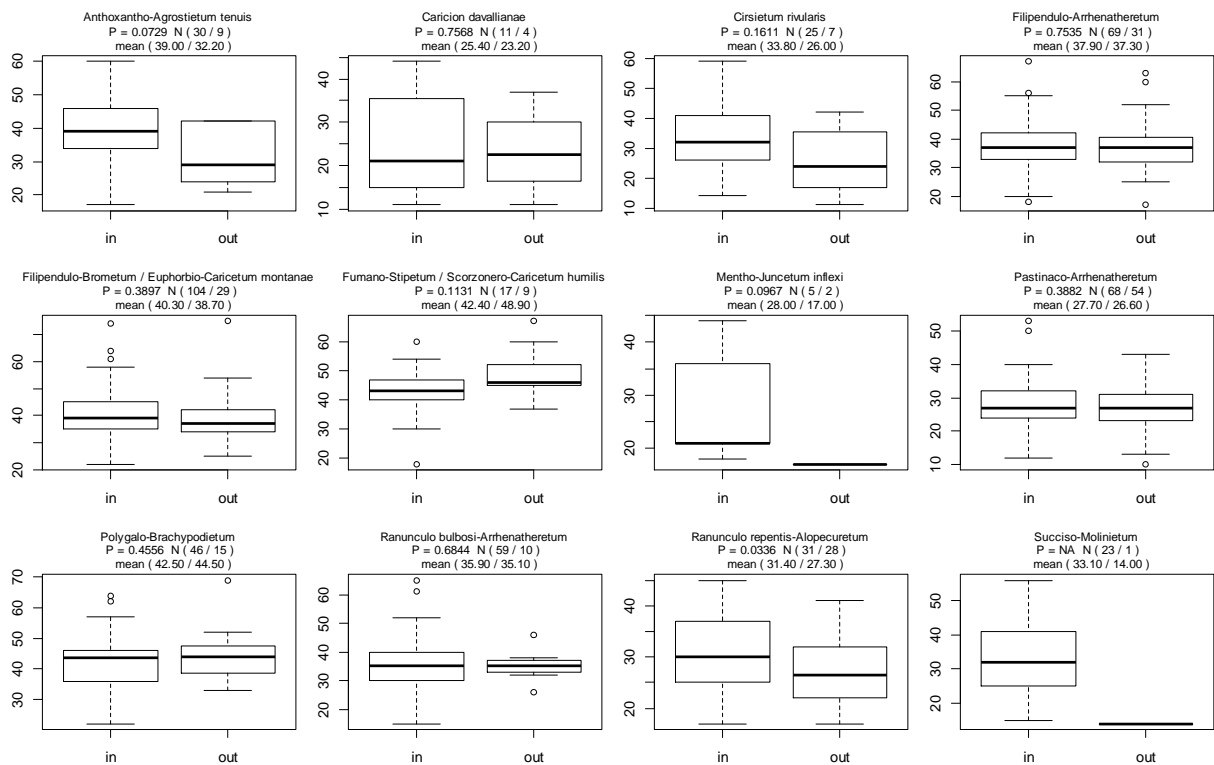 Anthoxantho-Agrostietum tenuis
P = 0.0729 N ( 30 / 9 )
mean ( 39.00 / 32.20 )
60
50
40
30
20
in out
Caricion davallianae
P = 0.7568 N ( 11 / 4 )
mean ( 25.40 / 23.20 )
40
30
20
10
in out
Cirsietum rivularis
P = 0.1611 N ( 25 / 7 )
mean ( 33.80 / 26.00 )
60
50
40
30
20
10
in out
Filipendulo-Arrhenatheretum
P = 0.7535 N ( 69 / 31 )
mean ( 37.90 / 37.30 )
60
50
40
30
20
in out
Filipendulo-Brometum / Euphorbio-Caricetum montanae
P = 0.3897 N ( 104 / 29 )
mean ( 40.30 / 38.70 )
60
40
20
in out
Fumano-Stipetum / Scorzonero-Caricetum humilis
P = 0.1131 N ( 17 / 9 )
mean ( 42.40 / 48.90 )
60
50
40
30
20
in out
Mentho-Juncetum inflexi
P = 0.0967 N ( 5 / 2 )
mean ( 28.00 / 17.00 )
40
30
20
in out
Pastinaco-Arrhenatheretum
P = 0.3882 N ( 68 / 54 )
mean ( 27.70 / 26.60 )
50
40
30
20
10
in out
Polygalo-Brachypodietum
P = 0.4556 N ( 46 / 15 )
mean ( 42.50 / 44.50 )
70
60
50
40
30
in out
Ranunculo bulbosi-Arrhenatheretum
P = 0.6844 N ( 59 / 10 )
mean ( 35.90 / 35.10 )
60
50
40
30
20
in out
Ranunculo repentis-Alopecuretum
P = 0.0336 N ( 31 / 28 )
mean ( 31.40 / 27.30 )
40
30
20
in out
Succiso-Molinietum
P = NA N ( 23 / 1 )
mean ( 33.10 / 14.00 )
50
40
30
20
in out